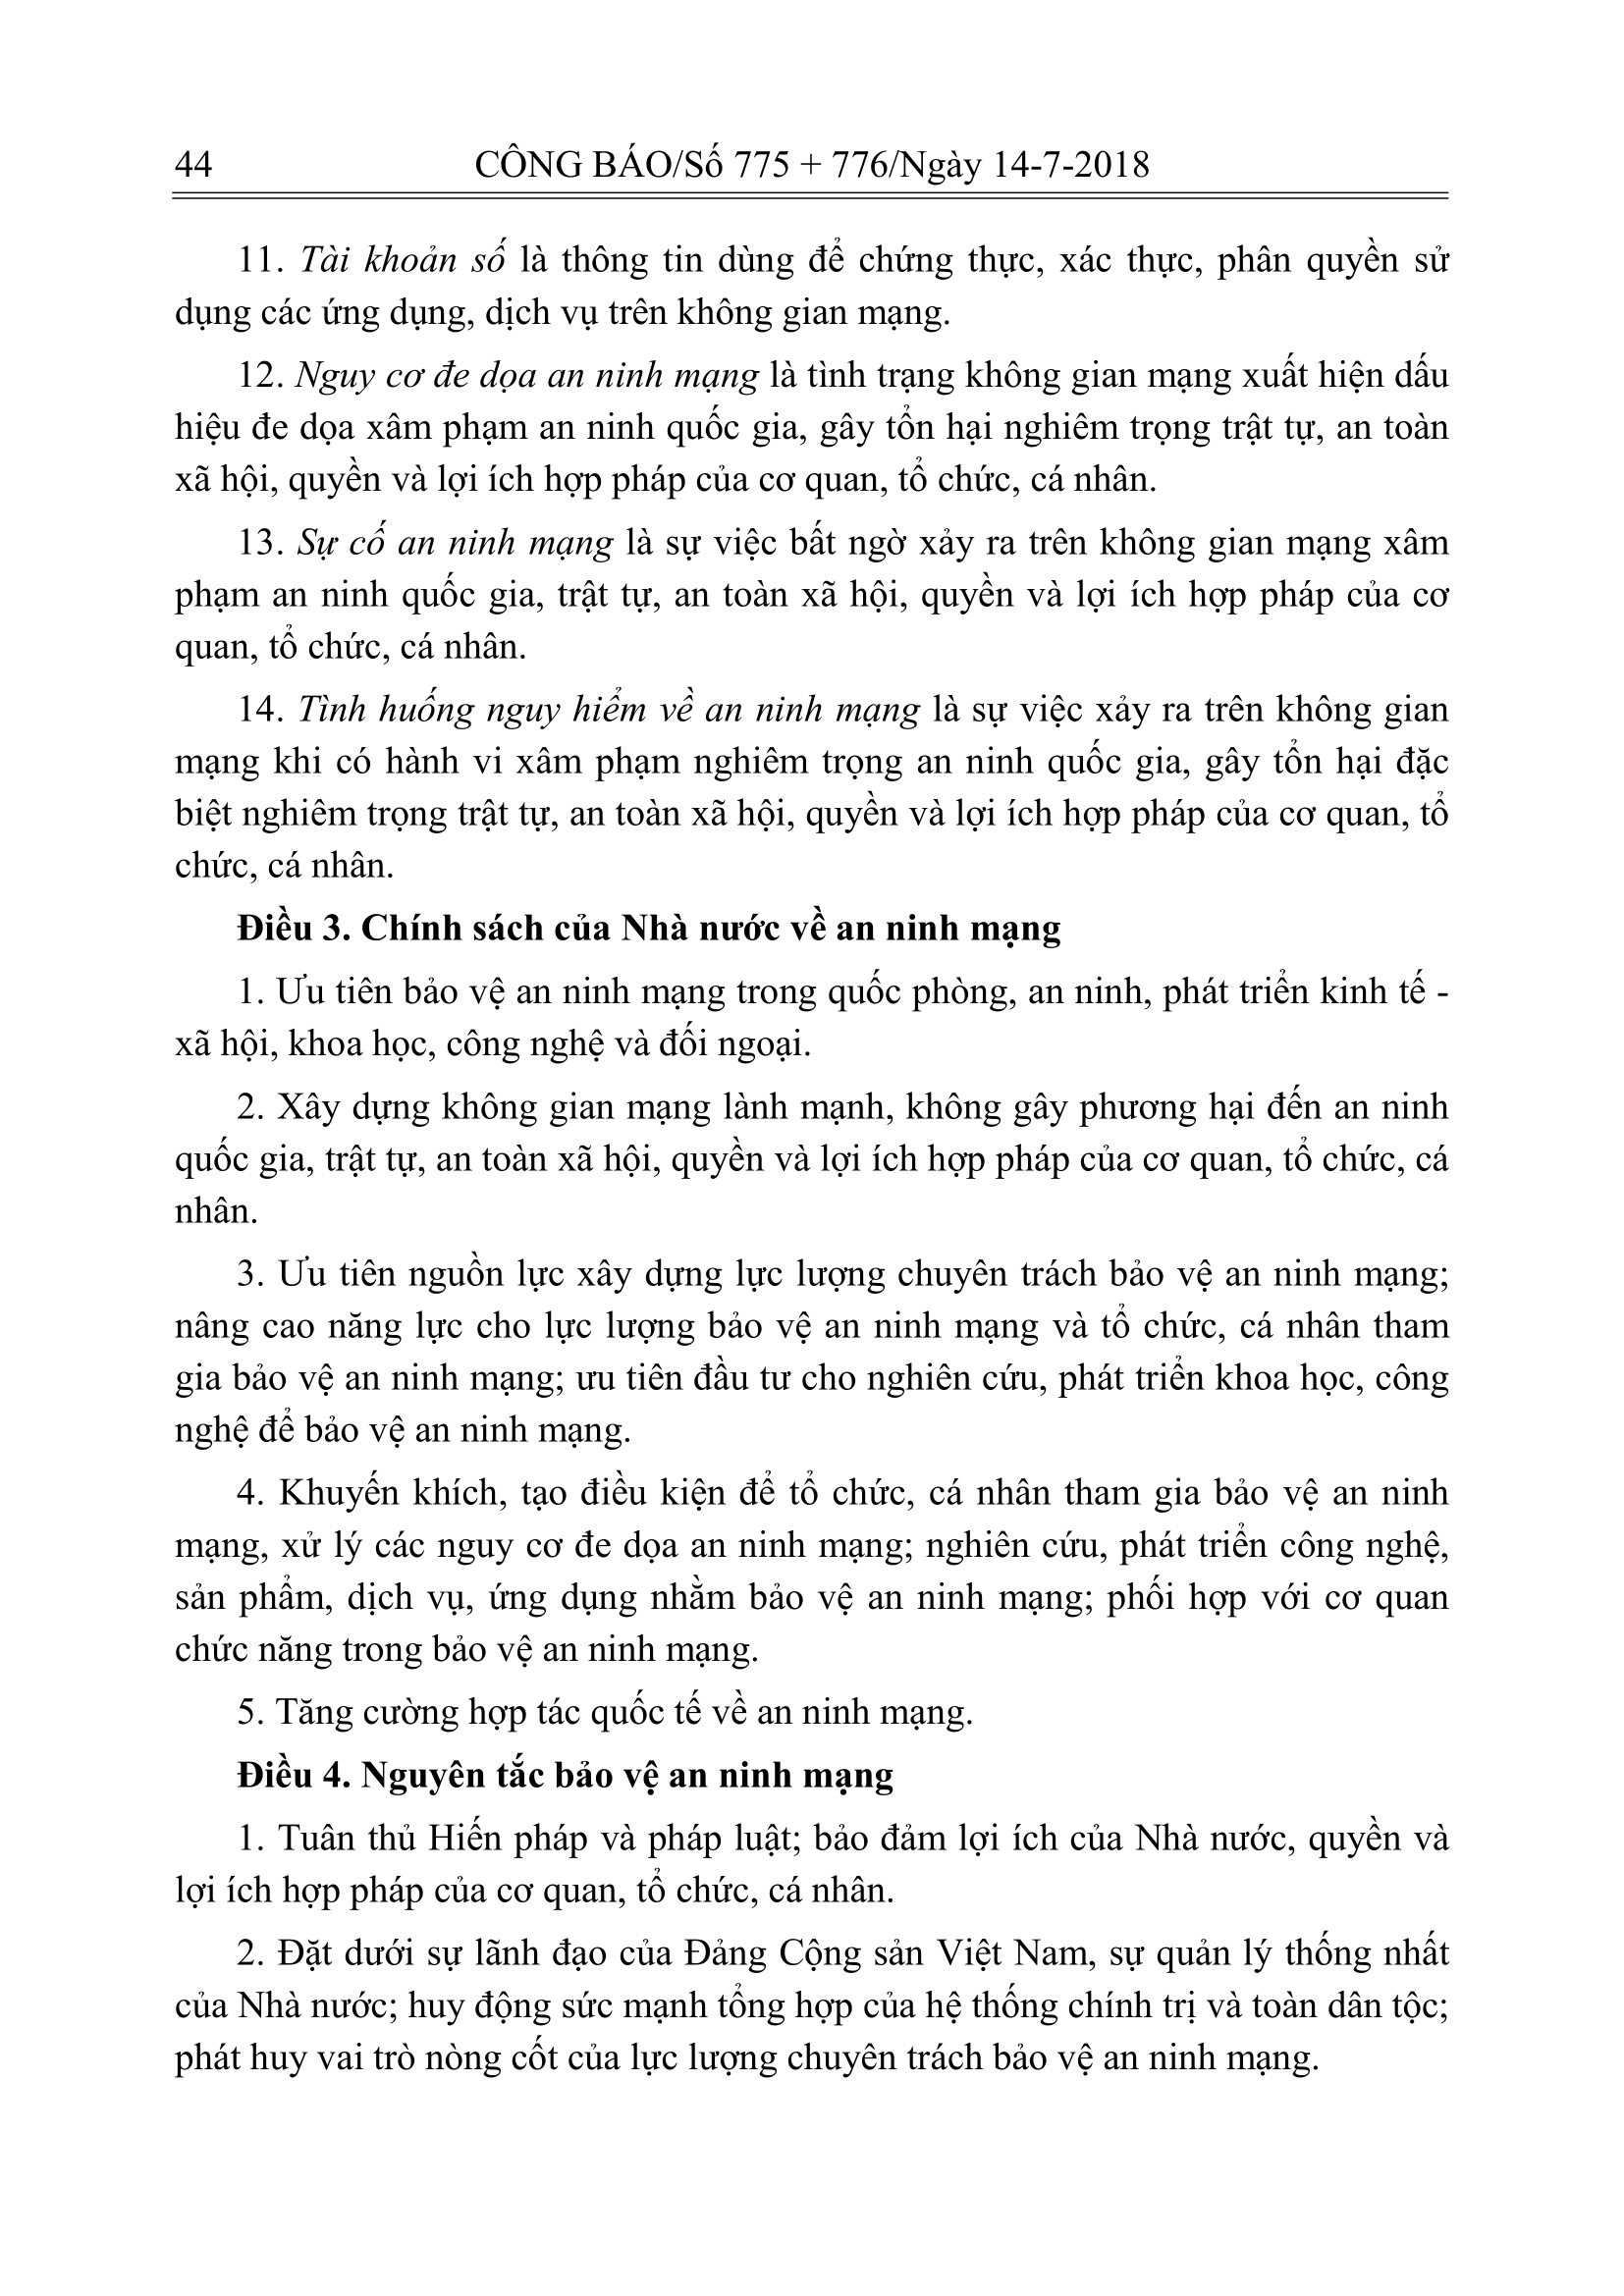 44
CÔNG BÁO/Số 775 + 776/Ngày 14-7-2018
11. Tài khoản số là thông tin dùng để chứng thực, xác thực, phân quyền sử
dụng các ứng dụng, dịch vụ trên không gian mạng.
12. Nguy cơ đe dọa an ninh mạng là tình trạng không gian mạng xuất hiện dấu
hiệu đe dọa xâm phạm an ninh quốc gia, gây tổn hại nghiêm trọng trật tự, an toàn
xã hội, quyền và lợi ích hợp pháp của cơ quan, tổ chức, cá nhân.
13. Sự cố an ninh mạng là sự việc bất ngờ xảy ra trên không gian mạng xâm
phạm an ninh quốc gia, trật tự, an toàn xã hội, quyền và lợi ích hợp pháp của cơ
quan, tổ chức, cá nhân.
14. Tình huống nguy hiểm về an ninh mạng là sự việc xảy ra trên không gian
mạng khi có hành vi xâm phạm nghiêm trọng an ninh quốc gia, gây tổn hại đặc
biệt nghiêm trọng trật tự, an toàn xã hội, quyền và lợi ích hợp pháp của cơ quan, tổ
chức, cá nhân.
Điều 3. Chính sách của Nhà nước về an ninh mạng
1. Ưu tiên bảo vệ an ninh mạng trong quốc phòng, an ninh, phát triển kinh tế -
xã hội, khoa học, công nghệ và đối ngoại.
2. Xây dựng không gian mạng lành mạnh, không gây phương hại đến an ninh
quốc gia, trật tự, an toàn xã hội, quyền và lợi ích hợp pháp của cơ quan, tổ chức, cá
nhân.
3. Ưu tiên nguồn lực xây dựng lực lượng chuyên trách bảo vệ an ninh mạng;
nâng cao năng lực cho lực lượng bảo vệ an ninh mạng và tổ chức, cá nhân tham
gia bảo vệ an ninh mạng; ưu tiên đầu tư cho nghiên cứu, phát triển khoa học, công
nghệ để bảo vệ an ninh mạng.
4. Khuyến khích, tạo điều kiện để tổ chức, cá nhân tham gia bảo vệ an ninh
mạng, xử lý các nguy cơ đe dọa an ninh mạng; nghiên cứu, phát triển công nghệ,
sản phẩm, dịch vụ, ứng dụng nhằm bảo vệ an ninh mạng; phối hợp với cơ quan
chức năng trong bảo vệ an ninh mạng.
5. Tăng cường hợp tác quốc tế về an ninh mạng.
Điều 4. Nguyên tắc bảo vệ an ninh mạng
1. Tuân thủ Hiến pháp và pháp luật; bảo đảm lợi ích của Nhà nước, quyền và
lợi ích hợp pháp của cơ quan, tổ chức, cá nhân.
2. Đặt dưới sự lãnh đạo của Đảng Cộng sản Việt Nam, sự quản lý thống nhất
của Nhà nước; huy động sức mạnh tổng hợp của hệ thống chính trị và toàn dân tộc;
phát huy vai trò nòng cốt của lực lượng chuyên trách bảo vệ an ninh mạng.